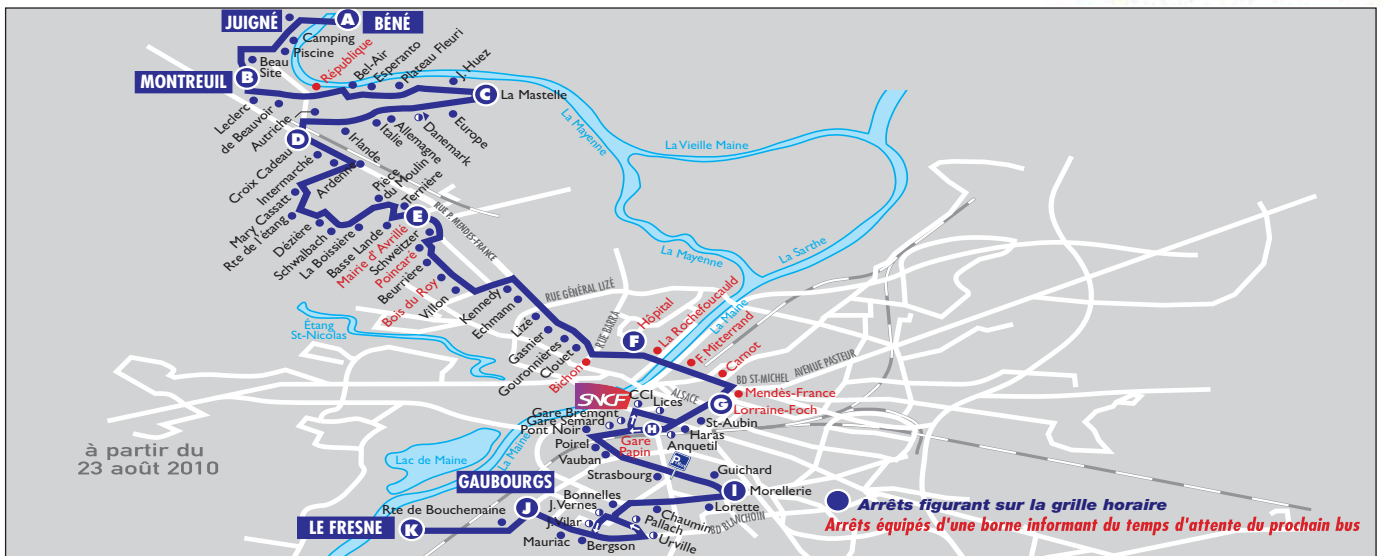 JUIGNÉ
A
BÉNÉ
Camping
Piscine
Beau
Site
République
MONTREUIL
B
Bel-Air
Esperanto
Plateau Fleuri
J. Huez
C
La Mastelle
Leclerc
de Beauvoir
Autriche
D
Irlande
Italie
Allemagne
Danemark
Europe
La Mayenne
La Vieille Maine
Croix Cadeau
Intermarché
Ardenne
Mary Cassatt
Rte de l'étang
Dézière
Schwalbach
La Boissière
Pièce
du Moulin
Ternière
Basse Lande
E
RUE P. MENDES-FRANCE
Mairie d'Avrillé
Schweitzer
Poincaré
Beurrière
Bois du Roy
Villon
Kennedy
Echmann
Lizé
Gasnier
Gouronnières
Clouet
Bichon
La Mayenne
La Sarthe
RUE GÉNÉRAL LIZÉ
RUE BARRA
Étang
St-Nicolas
F
Hôpital
La Rochefoucauld
La Maine
F. Mitterrand
Carnot
BD ST-MICHEL
AVENUE PASTEUR
Mendès-France
G
Lorraine-Foch
ALSACE
SNCF
CCI
Lices
St-Aubin
Gare Brémont
Gare Semard
Pont Noir
H
Haras
Anquetil
Gare
Papin
Poirel
Vauban
Strasbourg
P
Guichard
I
Morellerie
Lorette
BD BLANCHOIN
à partir du
23 août 2010
La Maine
Lac de Maine
GAUBOURGS
Bonnelles
J. Vernes
J. Vilar
Chaumin
Pallach
Urville
Rte de Bouchemaine
J
LE FRESNE
K
Mauriac
Bergson
Arrêts figurant sur la grille horaire
Arrêts équipés d'une borne informant du temps d'attente du prochain bus